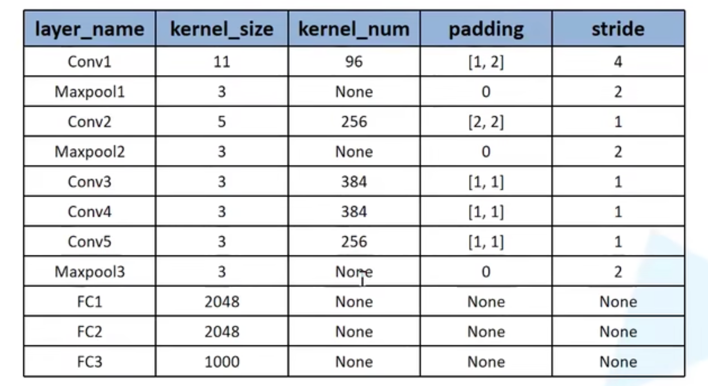 layer_name kernel_size kernel_num padding stride
Conv1 11 96 [1, 2] 4
Maxpool1 3 None 0 2
Conv2 5 256 [2, 2] 1
Maxpool2 3 None 0 2
Conv3 3 384 [1, 1] 1
Conv4 3 384 [1, 1] 1
Conv5 3 256 [1, 1] 1
Maxpool3 3 None 0 2
FC1 2048 None None None
FC2 2048 None None None
FC3 1000 None None None